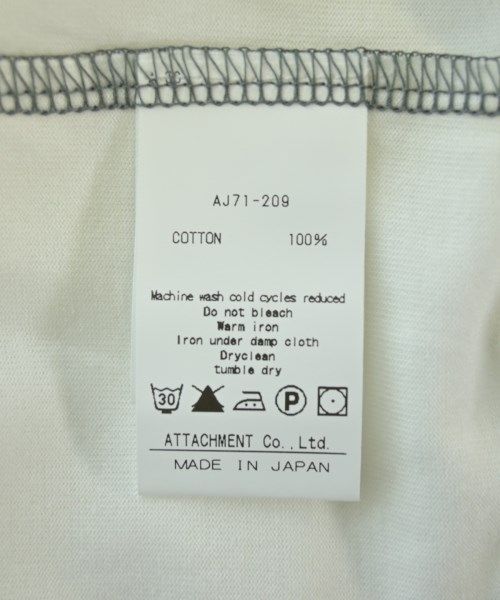 AJ71-209
COTTON 100%
Machine wash cold cycles reduced
Do not bleach
Warm iron
Iron under damp cloth
Dryclean
tumble dry
30 P
ATTACHMENT Co.,Ltd.
MADE IN JAPAN